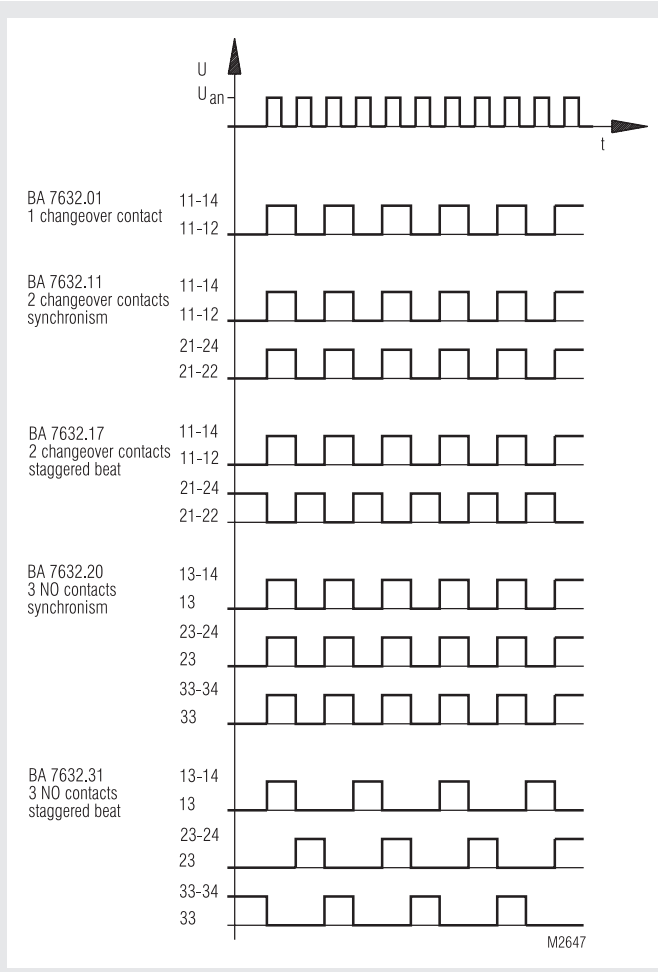 U
U an
t
BA 7632.01
1 changeover contact
11-14
11-12
BA 7632.11
2 changeover contacts
synchronism
11-14
11-12
21-24
21-22
BA 7632.17
2 changeover contacts
staggered beat
11-14
11-12
21-24
21-22
BA 7632.20
3 NO contacts
synchronism
13-14
13
23-24
23
33-34
33
BA 7632.31
3 NO contacts
staggered beat
13-14
13
23-24
23
33-34
33
M2647